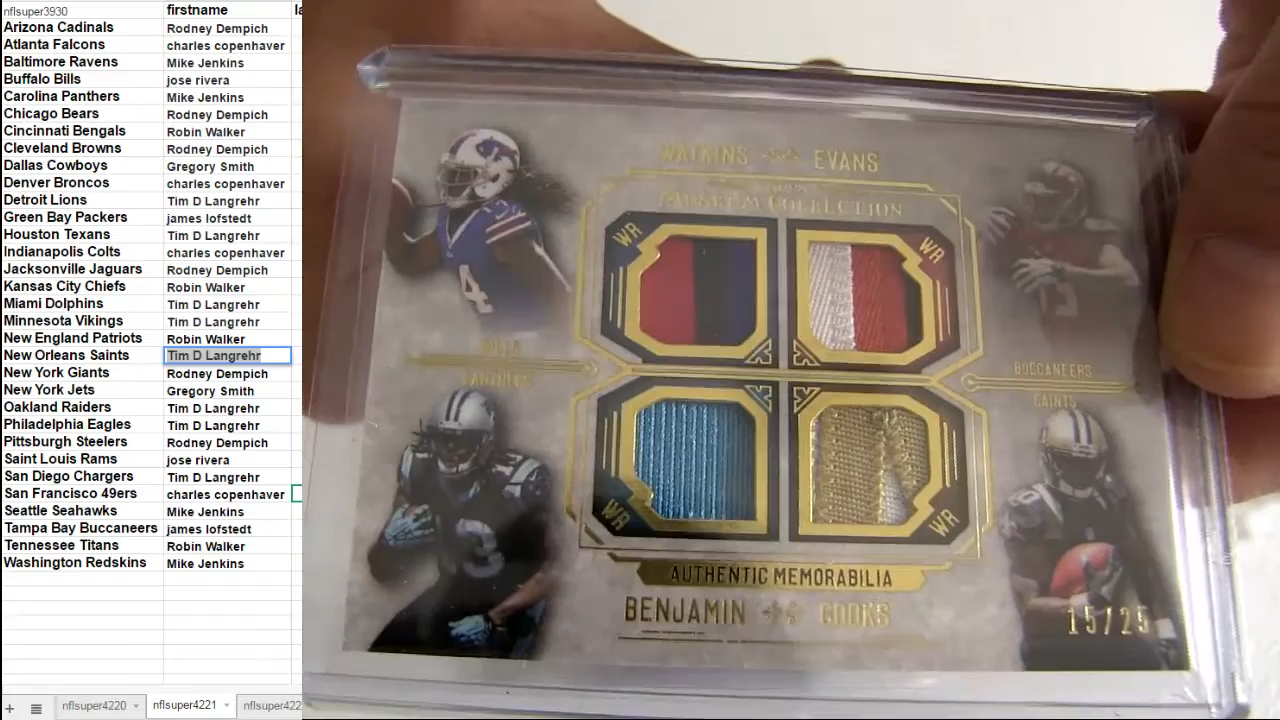 nflsuper3930 firstname
Arizona Cadinals Rodney Dempich
Atlanta Falcons charles copenhaver
Baltimore Ravens Mike Jenkins
Buffalo Bills jose rivera
Carolina Panthers Mike Jenkins
Chicago Bears Rodney Dempich
Cincinnati Bengals Robin Walker
Cleveland Browns Rodney Dempich
Dallas Cowboys Gregory Smith
Denver Broncos charles copenhaver
Detroit Lions Tim D Langrehr
Green Bay Packers james lofstedt
Houston Texans Tim D Langrehr
Indianapolis Colts charles copenhaver
Jacksonville Jaguars Rodney Dempich
Kansas City Chiefs Robin Walker
Miami Dolphins Tim D Langrehr
Minnesota Vikings Tim D Langrehr
New England Patriots Robin Walker
New Orleans Saints Tim D Langrehr
New York Giants Rodney Dempich
New York Jets Gregory Smith
Oakland Raiders Tim D Langrehr
Philadelphia Eagles Tim D Langrehr
Pittsburgh Steelers Rodney Dempich
Saint Louis Rams jose rivera
San Diego Chargers Tim D Langrehr
San Francisco 49ers charles copenhaver
Seattle Seahawks Mike Jenkins
Tampa Bay Buccaneers james lofstedt
Tennessee Titans Robin Walker
Washington Redskins Mike Jenkins
nflsuper4220 nflsuper4221 nflsuper422
WATKINS EVANS
MUSEUM COLLECTION
WR WR
BILLS
PANTHERS
BUCCANEERS
SAINTS
WR WR
AUTHENTIC MEMORABILIA
BENJAMIN COOKS
15/25
4
13